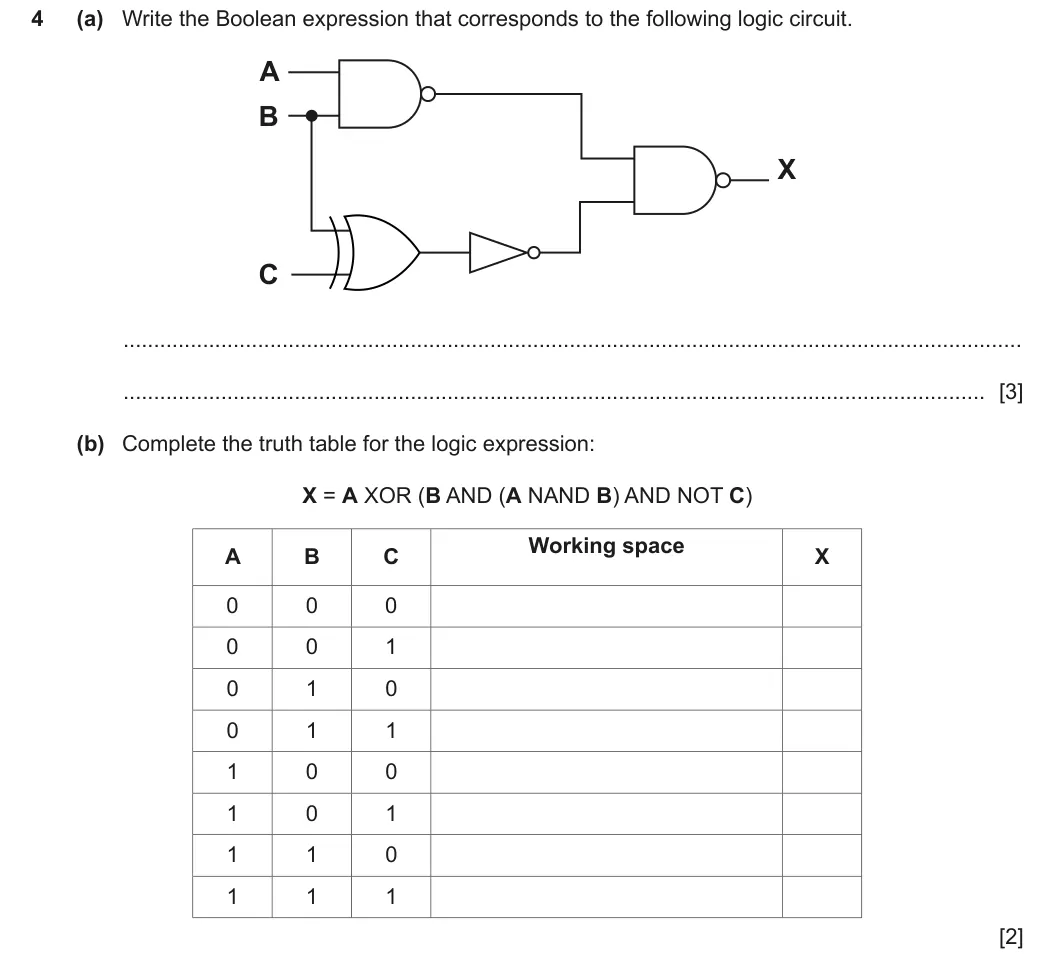 4 (a) Write the Boolean expression that corresponds to the following logic circuit.
A
B
X
C
........................................................................................................................................................
.................................................................................................................................................. [3]
(b) Complete the truth table for the logic expression:
X = A XOR (B AND (A NAND B) AND NOT C)
A B C Working space X
0 0 0
0 0 1
0 1 0
0 1 1
1 0 0
1 0 1
1 1 0
1 1 1
[2]